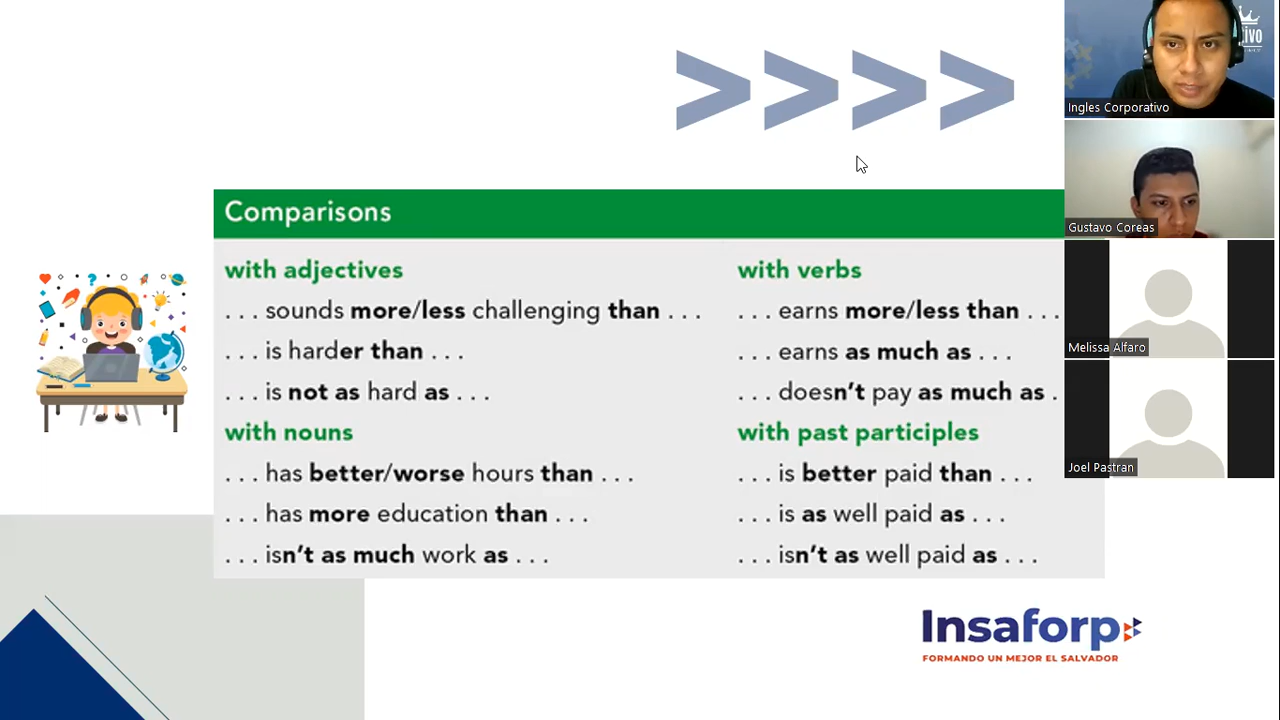 >>>>
Comparisons
with adjectives
. . . sounds more/less challenging than . . .
. . . is harder than . . .
. . . is not as hard as . . .
with nouns
. . . has better/worse hours than . . .
. . . has more education than . . .
. . . isn't as much work as . . .
with verbs
. . . earns more/less than . . .
. . . earns as much as . . .
. . . doesn't pay as much as .
with past participles
. . . is better paid than . . .
. . . is as well paid as . . .
. . . isn't as well paid as . . .
Insaforp
FORMANDO UN MEJOR EL SALVADOR
Ingles Corporativo
Gustavo Coreas
Melissa Alfaro
Joel Pastran